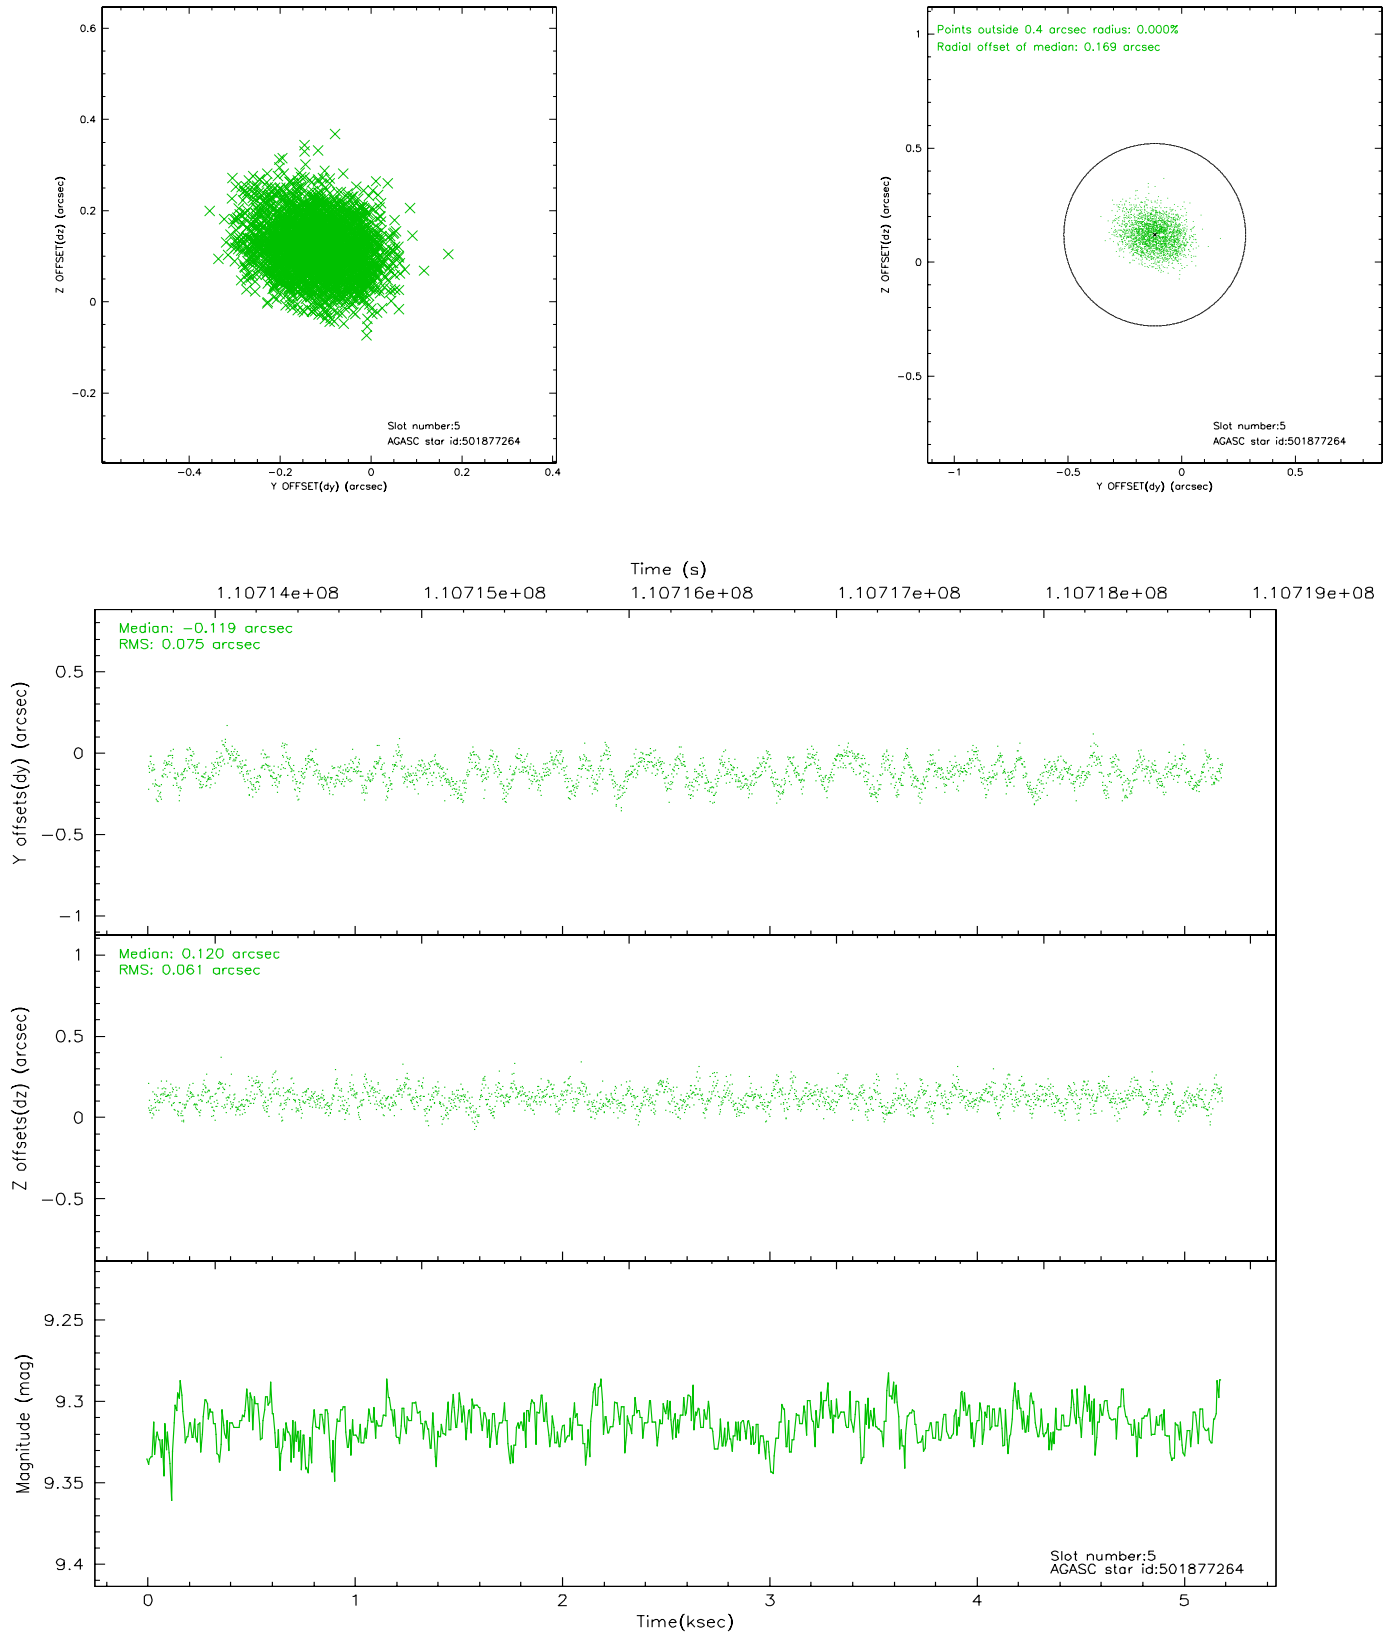 0.6
0.4
0.2
0
−0.2
Z OFFSET(dz) (arcsec)
Slot number:5
AGASC star id:501877264
−0.4 −0.2 0 0.2 0.4
Y OFFSET(dy) (arcsec)
Points outside 0.4 arcsec radius: 0.000%
Radial offset of median: 0.169 arcsec
1
0.5
0
−0.5
Z OFFSET(dz) (arcsec)
Slot number:5
AGASC star id:501877264
−1 −0.5 0 0.5
Y OFFSET(dy) (arcsec)
Time (s)
1.10714e+08 1.10715e+08 1.10716e+08 1.10717e+08 1.10718e+08 1.10719e+08
Median: −0.119 arcsec
RMS: 0.075 arcsec
0.5
0
−0.5
−1
Y offsets(dy) (arcsec)
Median: 0.120 arcsec
RMS: 0.061 arcsec
1
0.5
0
−0.5
Z offsets(dz) (arcsec)
9.25
9.3
9.35
9.4
Magnitude (mag)
Slot number:5
AGASC star id:501877264
0 1 2 3 4 5
Time(ksec)